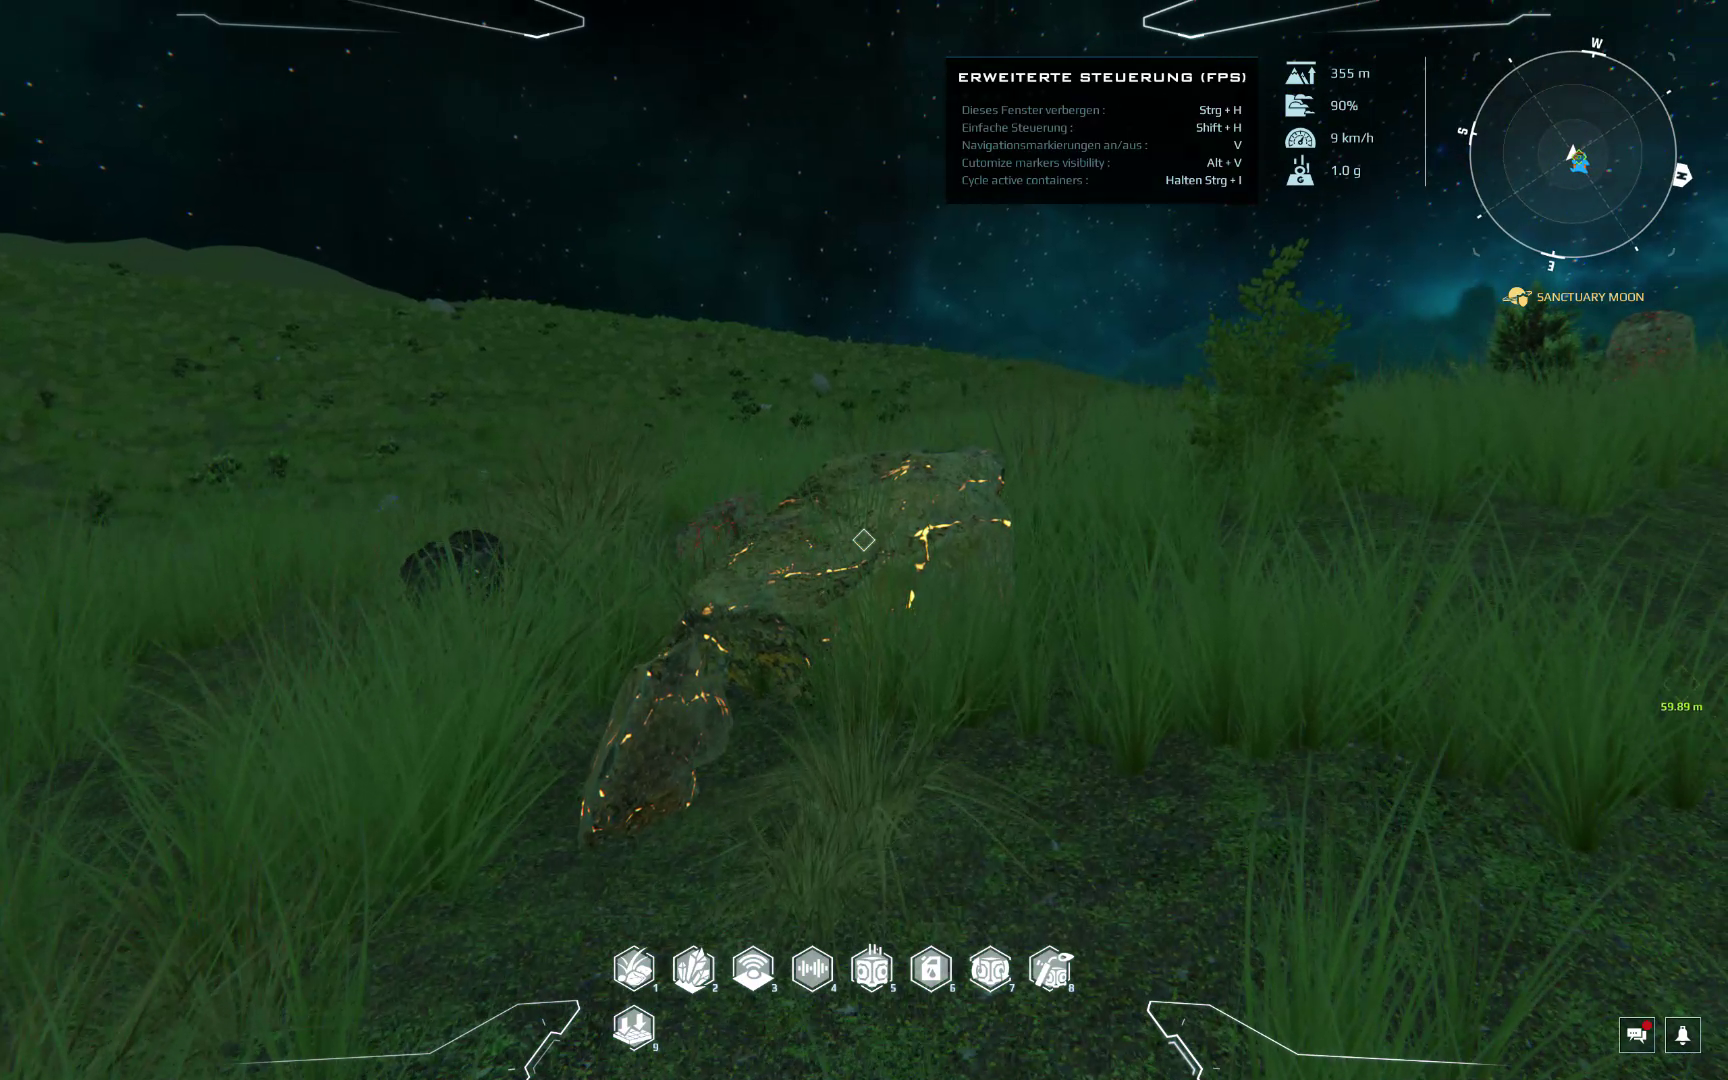 W
ERWEITERTE STEUERUNG (FPS)
Dieses Fenster verbergen : Strg + H
Einfache Steuerung : Shift + H
Navigationsmarkierungen an/aus : V
Cutomize markers visibility : Alt + V
Cycle active containers : Halten Strg + I
355 m
90%
9 km/h
1.0 g
S
N
E
SANCTUARY MOON
59.89 m
1 2 3 4 5 6 7 8
9